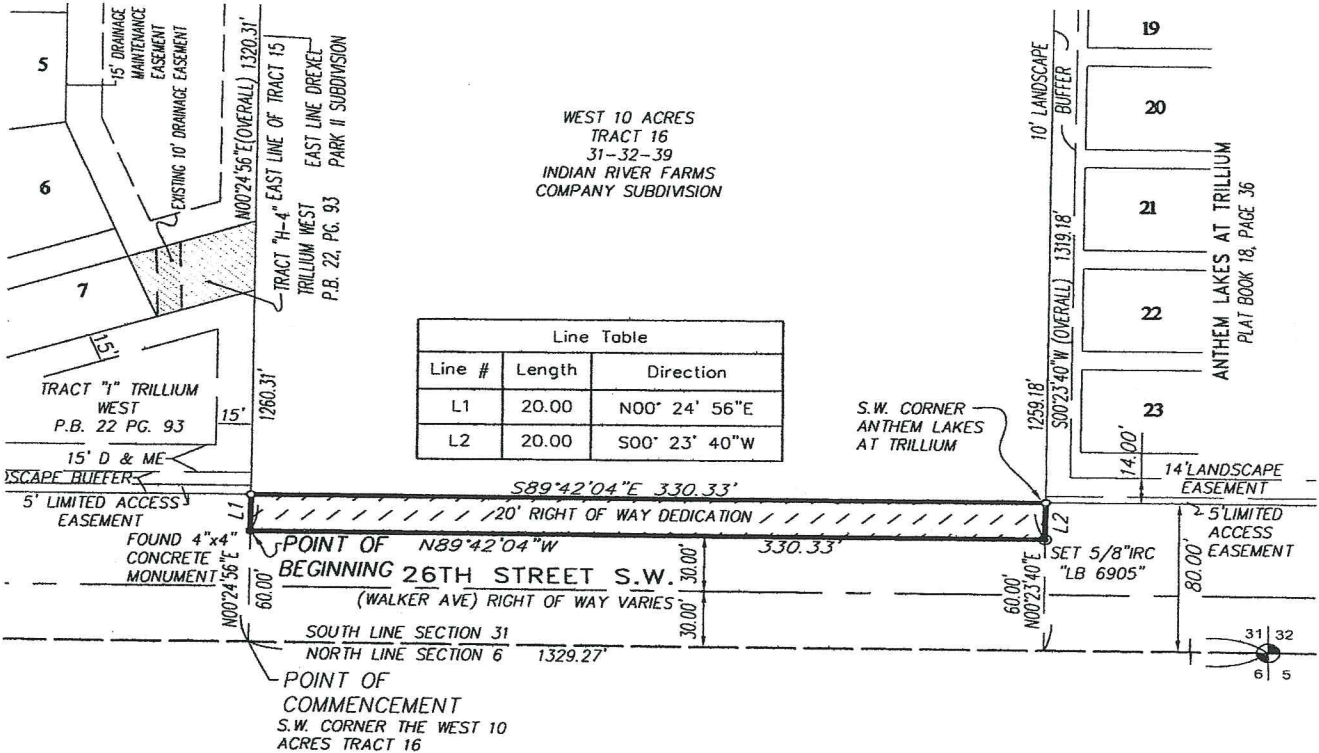 5
15' DRAINAGE
MAINTENANCE
EASEMENT
EXISTING 10' DRAINAGE EASEMENT
6
7
15'
N00°24'56"E(OVERALL) 1320.31'
EAST LINE OF TRACT 15
EAST LINE DREXEL
PARK II SUBDIVISION
TRACT "H-4"
TRILLIUM WEST
P.B. 22, PG. 93
WEST 10 ACRES
TRACT 16
31-32-39
INDIAN RIVER FARMS
COMPANY SUBDIVISION
10' LANDSCAPE
BUFFER
19
20
21
22
23
ANTHEM LAKES AT TRILLIUM
PLAT BOOK 18, PAGE 36
1319.18'
S00°23'40"W (OVERALL)
1259.18'
Line Table
Line # Length Direction
L1 20.00 N00° 24' 56"E
L2 20.00 S00° 23' 40"W
TRACT "I" TRILLIUM
WEST
P.B. 22 PG. 93
15'
1260.31'
15' D & ME
DSCAPE BUFFER
5' LIMITED ACCESS
EASEMENT
S.W. CORNER
ANTHEM LAKES
AT TRILLIUM
14.00'
14'LANDSCAPE
EASEMENT
5'LIMITED
ACCESS
EASEMENT
S89°42'04"E 330.33'
L1
20' RIGHT OF WAY DEDICATION
L2
FOUND 4"x4"
CONCRETE
MONUMENT
POINT OF
BEGINNING
N89°42'04"W 330.33'
SET 5/8"IRC
"LB 6905"
26TH STREET S.W.
(WALKER AVE) RIGHT OF WAY VARIES
30.00'
30.00'
N00°24'56"E
60.00'
60.00'
N00°23'40"E
80.00'
SOUTH LINE SECTION 31
NORTH LINE SECTION 6 1329.27'
31 32
6 5
POINT OF
COMMENCEMENT
S.W. CORNER THE WEST 10
ACRES TRACT 16